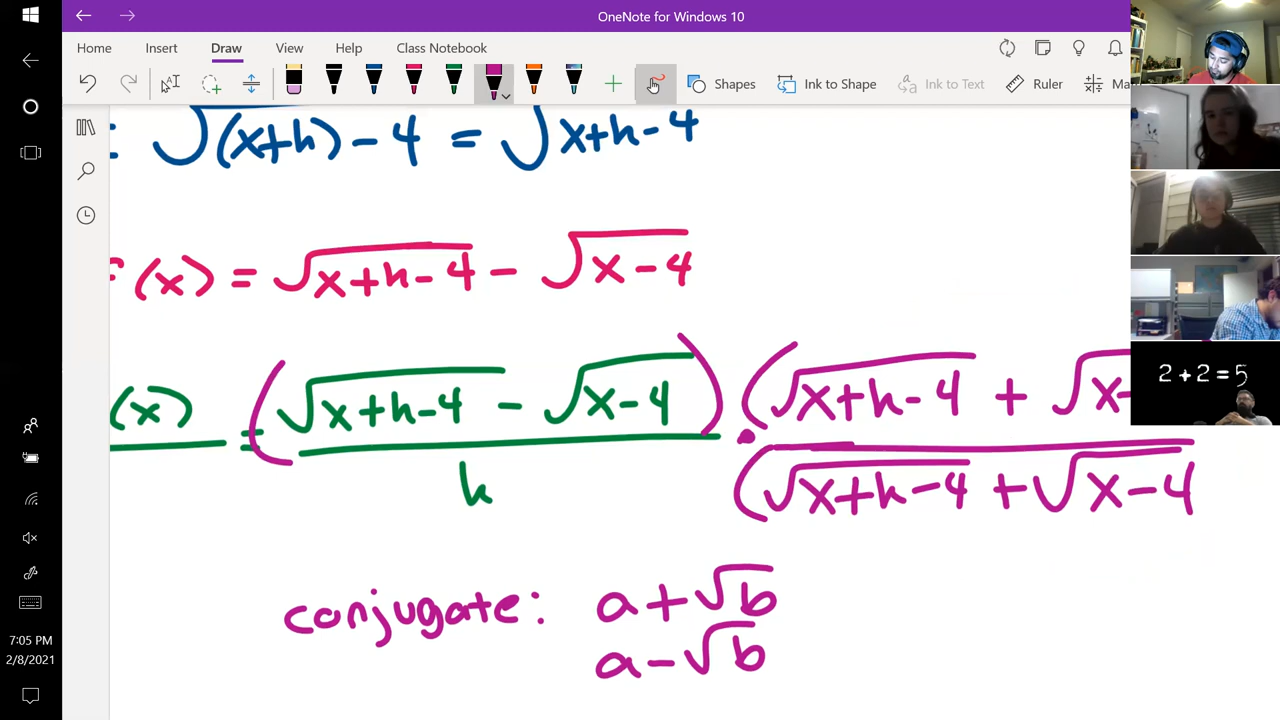 OneNote for Windows 10
Home Insert Draw View Help Class Notebook
Shapes Ink to Shape Ink to Text Ruler Ma
= √(x+h)-4 = √x+h-4
f(x) = √x+h-4 - √x-4
2+2=5
(x) = (√x+h-4 - √x-4) • (√x+h-4 + √x-
h (√x+h-4 + √x-4
conjugate: a+√b
a-√b
7:05 PM
2/8/2021